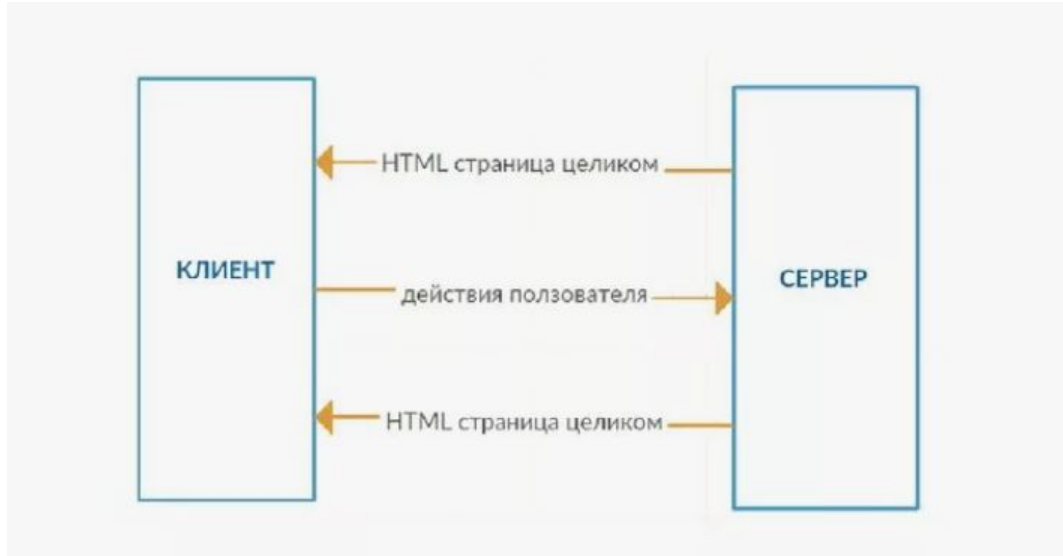 HTML страница целиком
КЛИЕНТ
действия ползователя
СЕРВЕР
HTML страница целиком